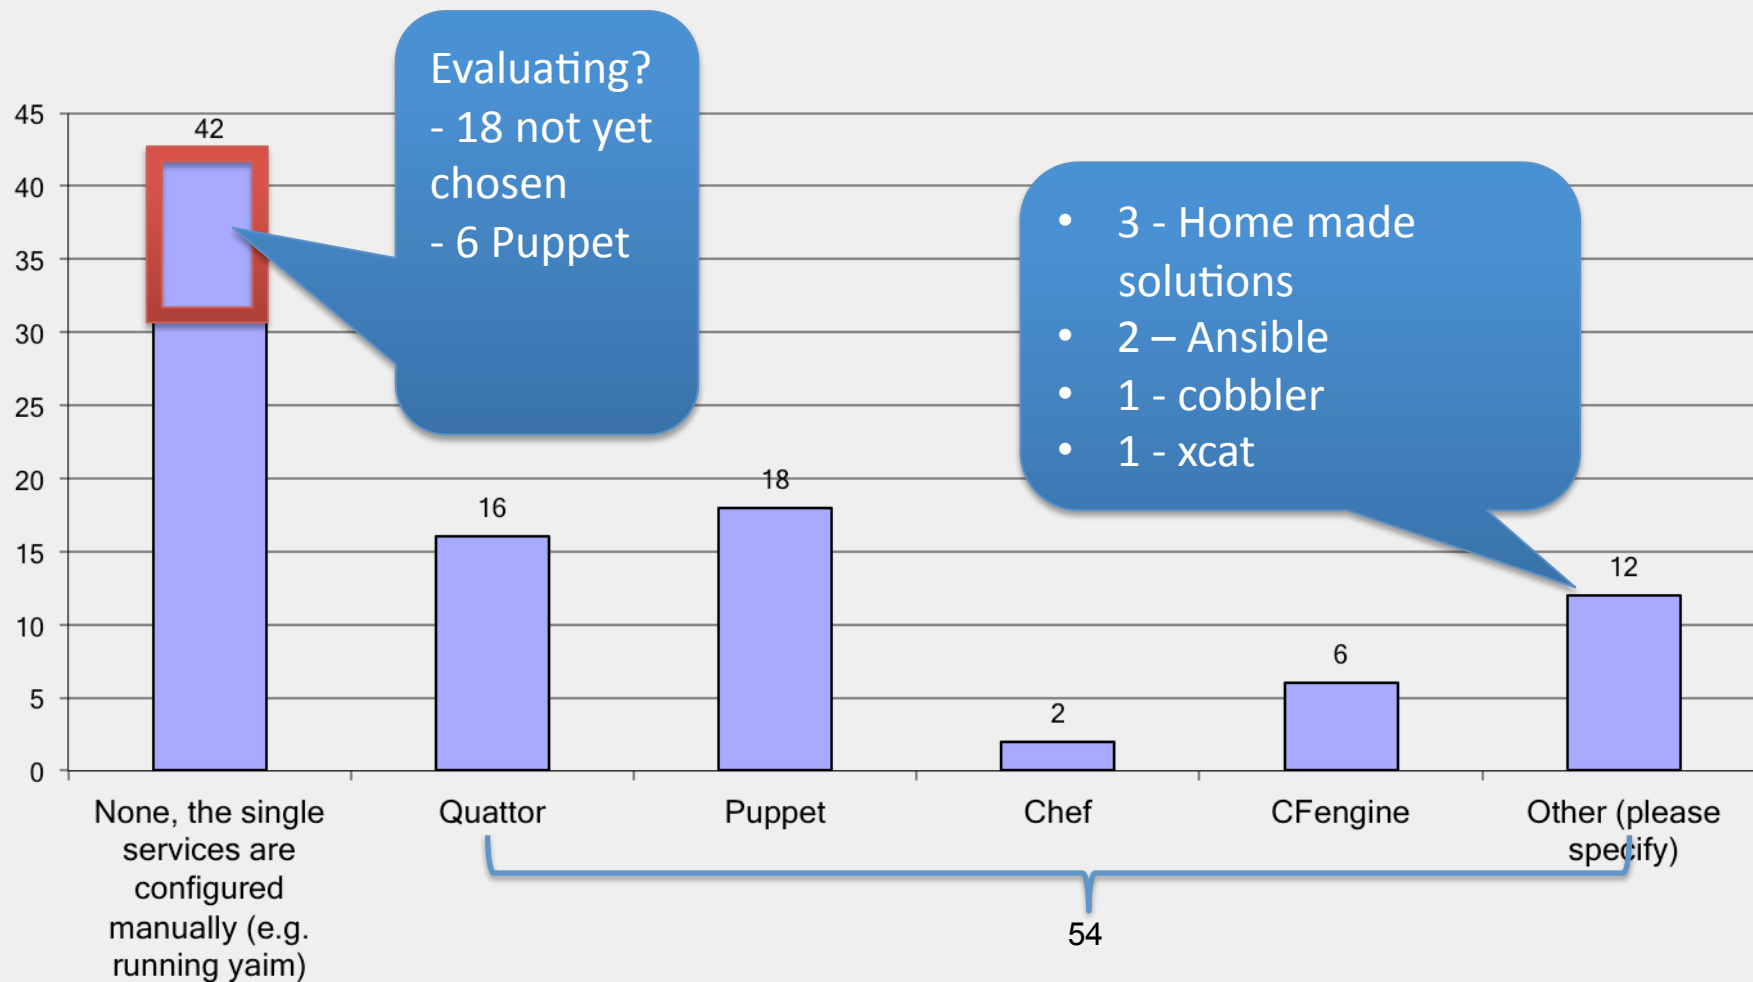 Evaluating?
- 18 not yet
chosen
- 6 Puppet
• 3 - Home made
solutions
• 2 – Ansible
• 1 - cobbler
• 1 - xcat
45
40
35
30
25
20
15
10
5
0
42
16
18
2
6
12
None, the single
services are
configured
manually (e.g.
running yaim)
Quattor
Puppet
Chef
CFengine
Other (please
specify)
54